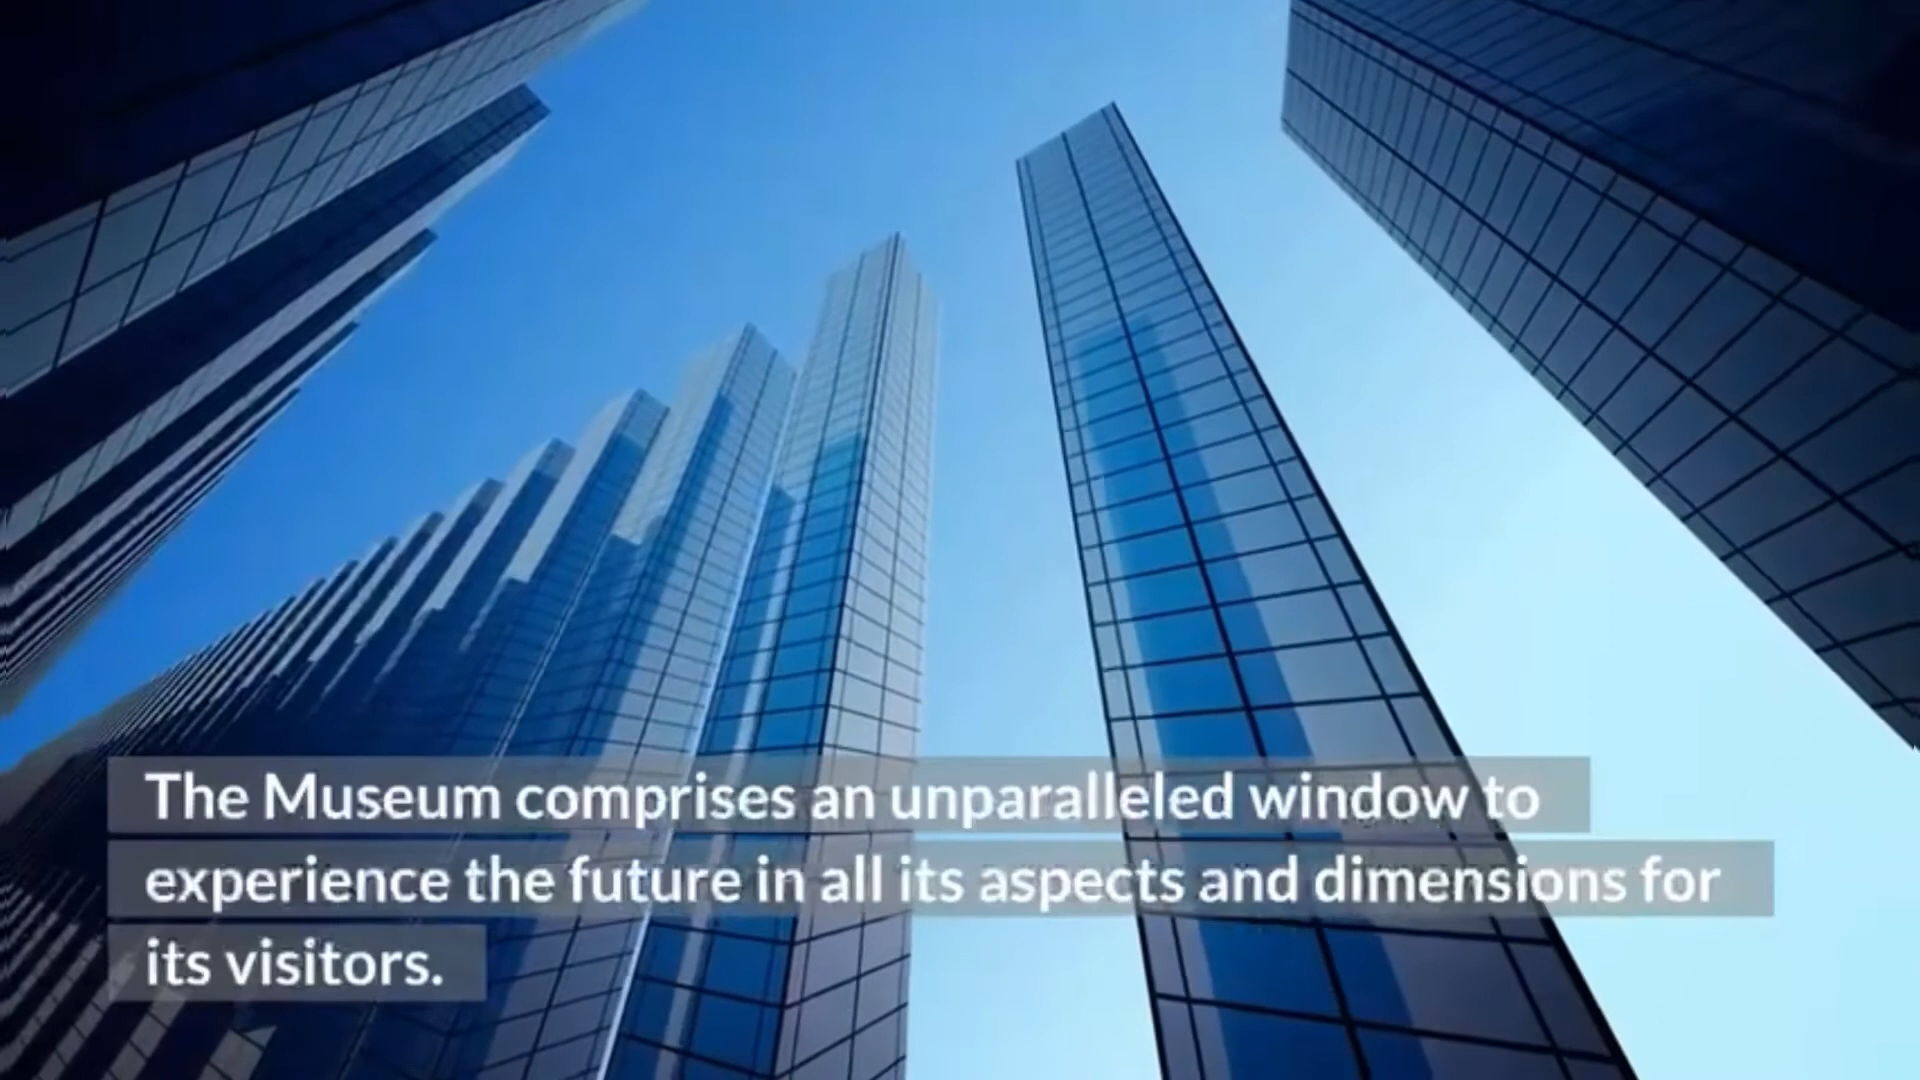 The Museum comprises an unparalleled window to
experience the future in all its aspects and dimensions for
its visitors.